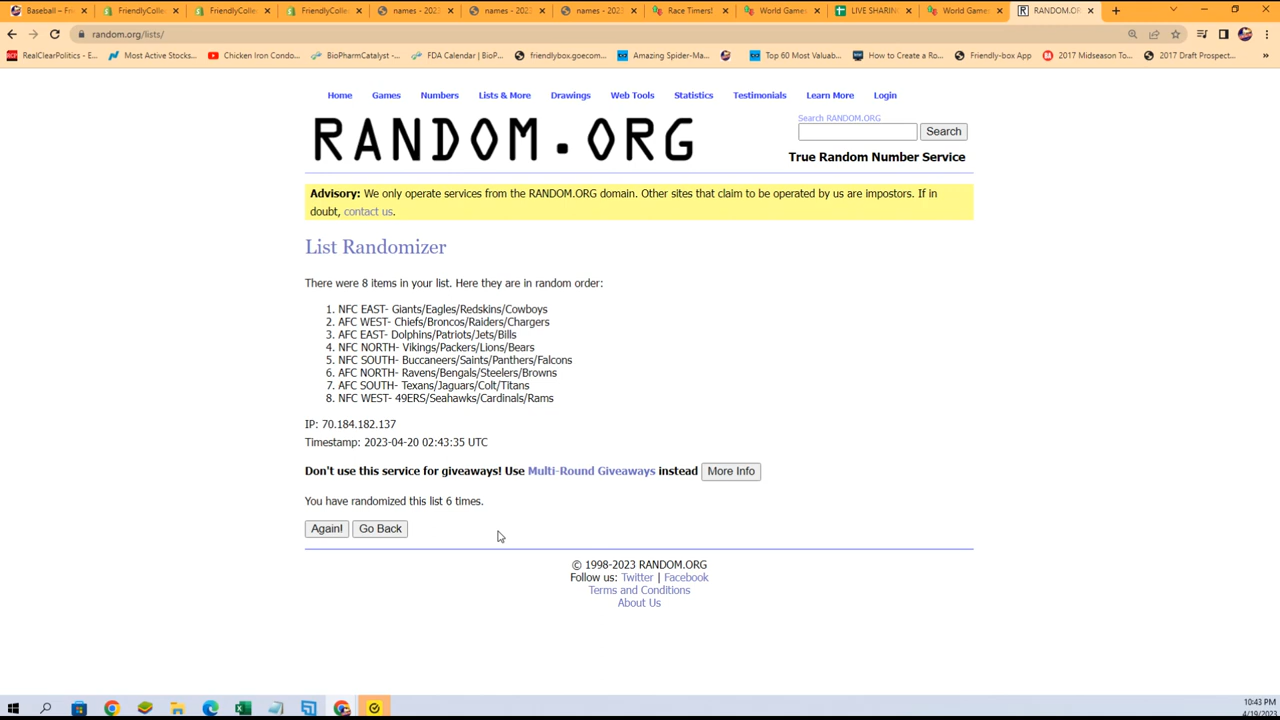 Baseball – Fri
FriendlyColle
FriendlyColle
FriendlyColle
names - 202
names - 202
names - 202
Race Timers!
World Game
LIVE SHARIN
World Game
RANDOM.OR
random.org/lists/
RealClearPolitics - E...
Most Active Stocks...
Chicken Iron Condo...
BioPharmCatalyst -...
FDA Calendar | BioP...
friendlybox.goecom...
Amazing Spider-Ma...
Top 60 Most Valuab...
How to Create a Ro...
Friendly-box App
2017 Midseason To...
2017 Draft Prospect...
Home Games Numbers Lists & More Drawings Web Tools Statistics Testimonials Learn More Login
RANDOM.ORG
Search RANDOM.ORG
Search
True Random Number Service
Advisory: We only operate services from the RANDOM.ORG domain. Other sites that claim to be operated by us are impostors. If in
doubt, contact us.
List Randomizer
There were 8 items in your list. Here they are in random order:
1. NFC EAST- Giants/Eagles/Redskins/Cowboys
2. AFC WEST- Chiefs/Broncos/Raiders/Chargers
3. AFC EAST- Dolphins/Patriots/Jets/Bills
4. NFC NORTH- Vikings/Packers/Lions/Bears
5. NFC SOUTH- Buccaneers/Saints/Panthers/Falcons
6. AFC NORTH- Ravens/Bengals/Steelers/Browns
7. AFC SOUTH- Texans/Jaguars/Colt/Titans
8. NFC WEST- 49ERS/Seahawks/Cardinals/Rams
IP: 70.184.182.137
Timestamp: 2023-04-20 02:43:35 UTC
Don't use this service for giveaways! Use Multi-Round Giveaways instead More Info
You have randomized this list 6 times.
Again! Go Back
© 1998-2023 RANDOM.ORG
Follow us: Twitter | Facebook
Terms and Conditions
About Us
10:43 PM
4/19/2023